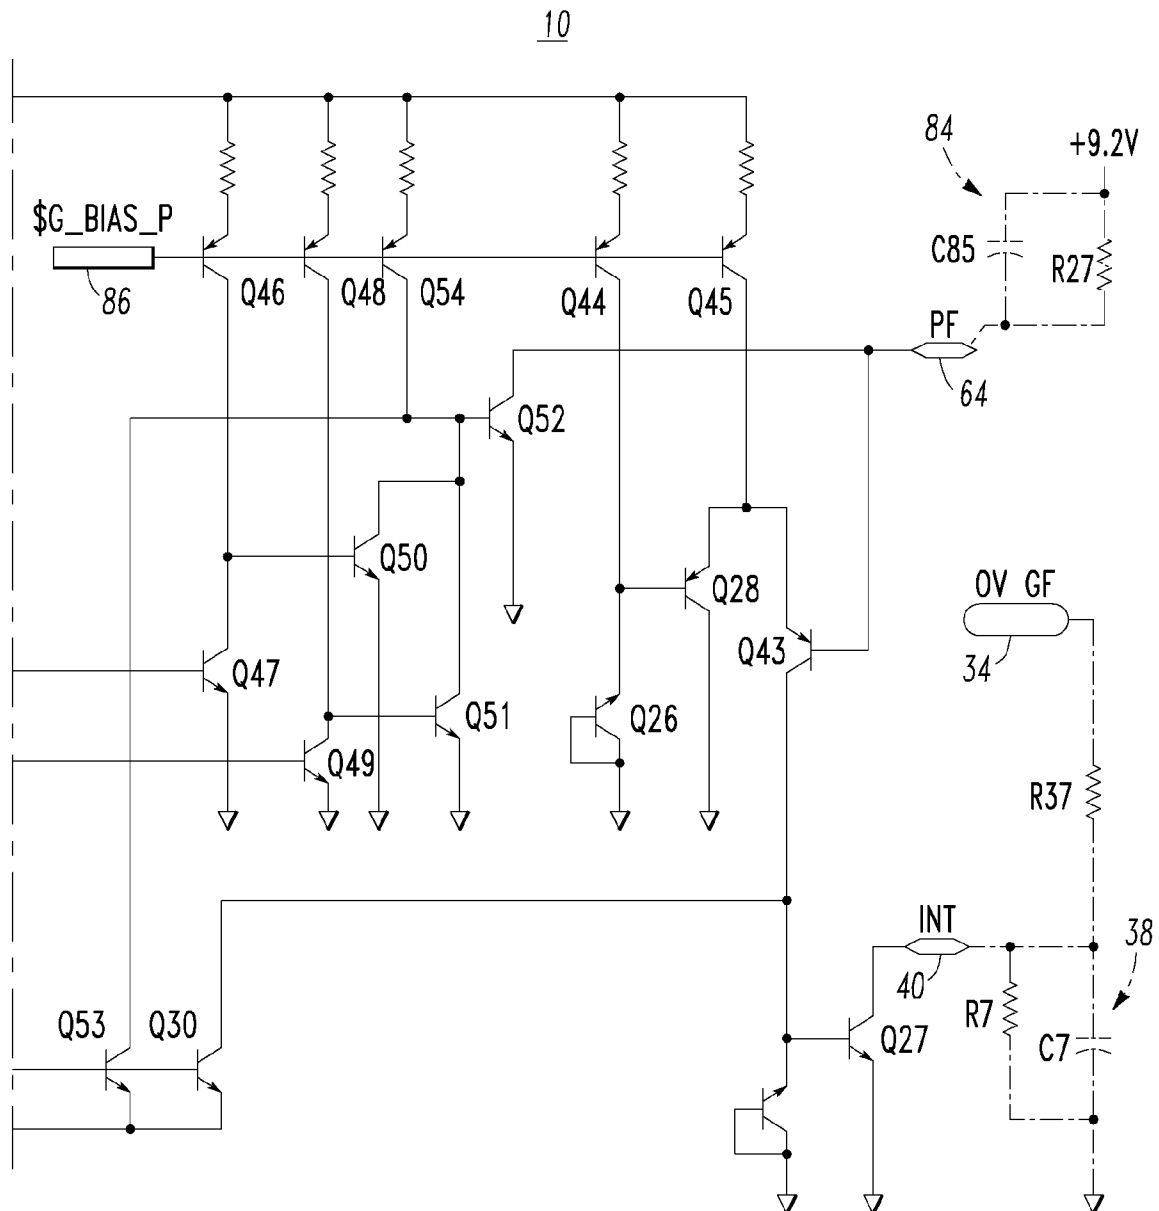 10
84
+9.2V
$G_BIAS_P
86
Q46
Q48
Q54
Q44
Q45
C85
R27
PF
64
Q52
Q50
Q28
OV GF
34
Q43
Q47
Q51
Q26
Q49
R37
INT
40
38
Q53
Q30
R7
Q27
C7